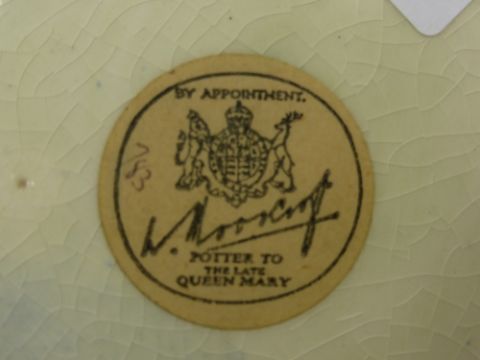 BY APPOINTMENT.
W. Moorcroft
POTTER TO
THE LATE
QUEEN MARY